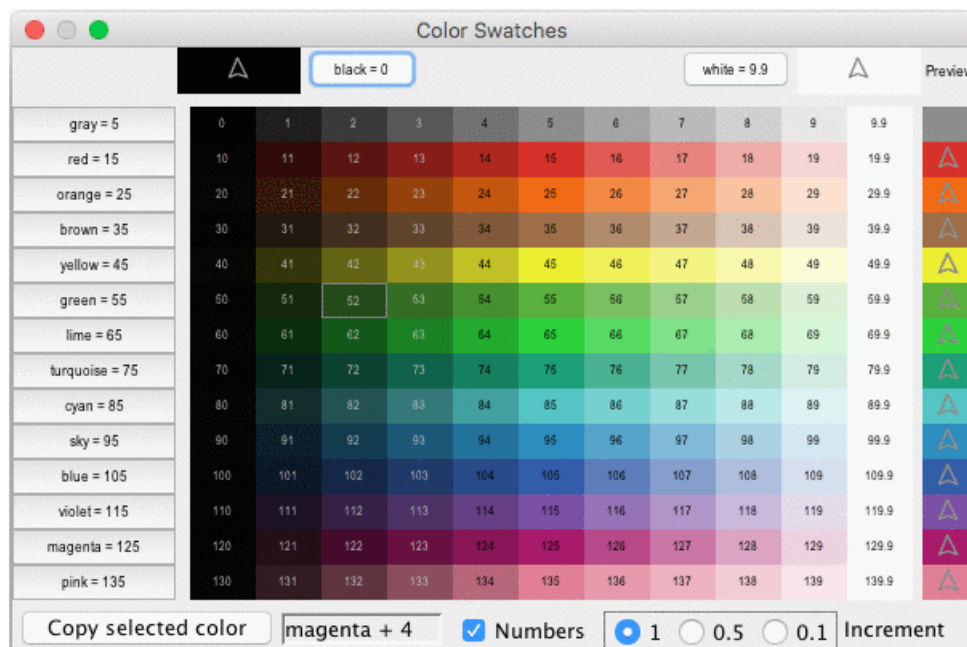 Color Swatches
black = 0 white = 9.9 Preview
gray = 5 0 1 2 3 4 5 6 7 8 9 9.9
red = 15 10 11 12 13 14 15 16 17 18 19 19.9
orange = 25 20 21 22 23 24 25 26 27 28 29 29.9
brown = 35 30 31 32 33 34 35 36 37 38 39 39.9
yellow = 45 40 41 42 43 44 45 46 47 48 49 49.9
green = 55 50 51 52 53 54 55 56 57 58 59 59.9
lime = 65 60 61 62 63 64 65 66 67 68 69 69.9
turquoise = 75 70 71 72 73 74 75 76 77 78 79 79.9
cyan = 85 80 81 82 83 84 85 86 87 88 89 89.9
sky = 95 90 91 92 93 94 95 96 97 98 99 99.9
blue = 105 100 101 102 103 104 105 106 107 108 109 109.9
violet = 115 110 111 112 113 114 115 116 117 118 119 119.9
magenta = 125 120 121 122 123 124 125 126 127 128 129 129.9
pink = 135 130 131 132 133 134 135 136 137 138 139 139.9
Copy selected color magenta + 4 Numbers 1 0.5 0.1 Increment